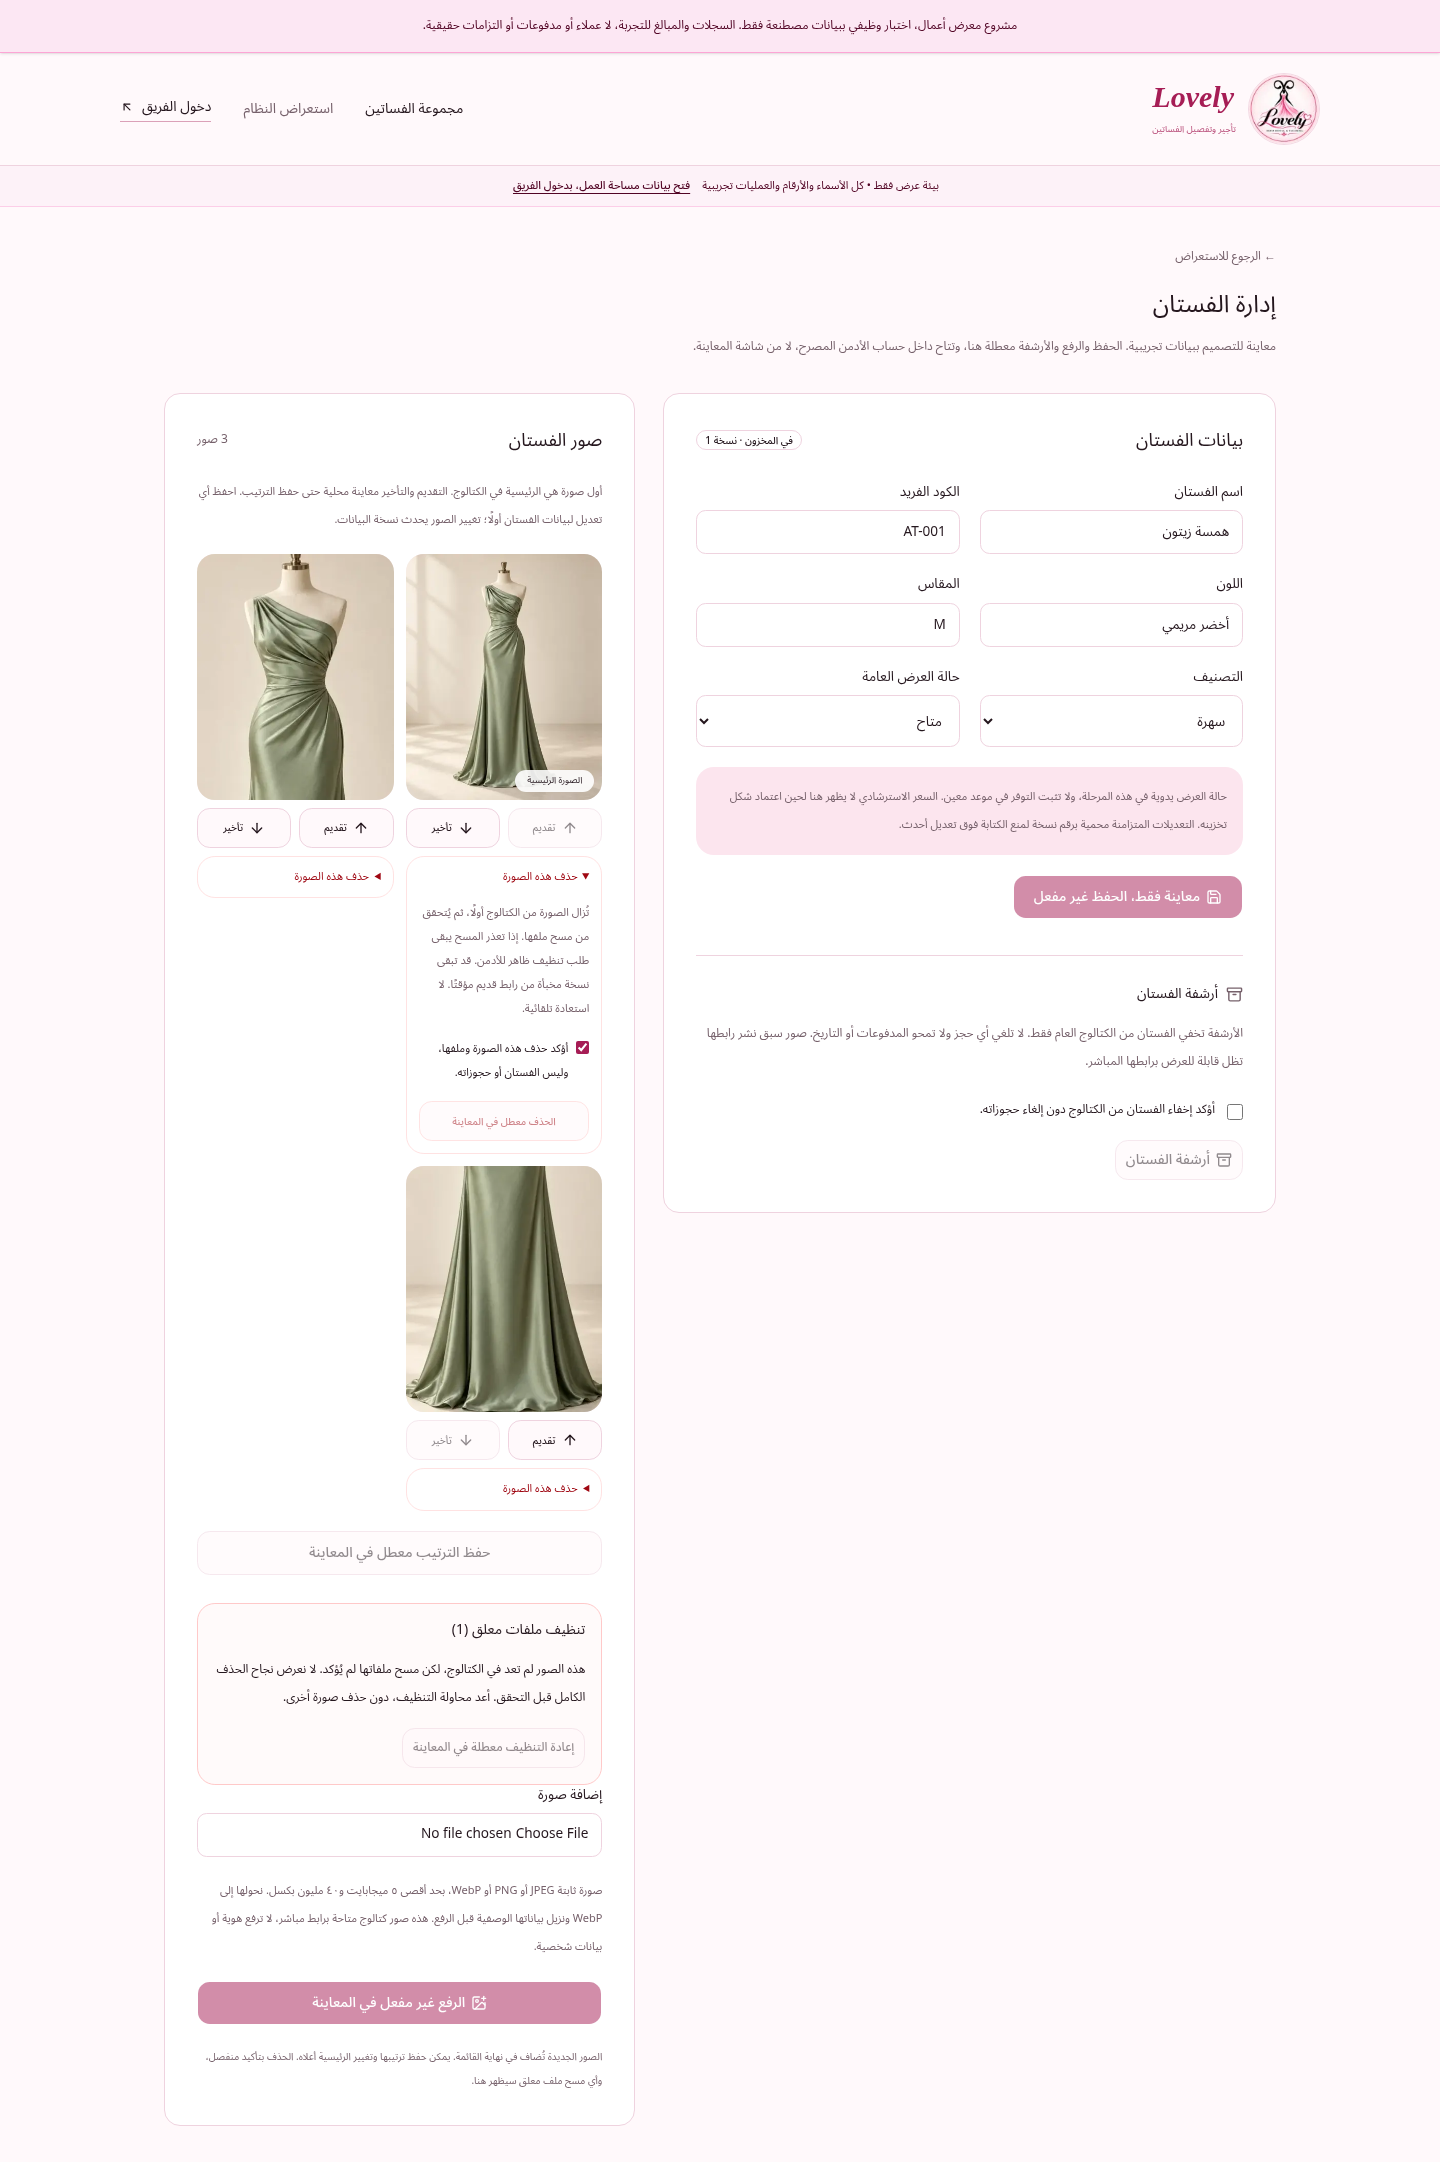 مشروع معرض أعمال، اختبار وظيفي ببيانات مصطنعة فقط. السجلات والمبالغ للتجربة، لا عملاء أو مدفوعات أو التزامات حقيقية.
Lovely
Lovely
تأجير وتفصيل الفساتين
مجموعة الفساتين
استعراض النظام
دخول الفريق
بيئة عرض فقط • كل الأسماء والأرقام والعمليات تجريبية
فتح بيانات مساحة العمل، بدخول الفريق
← الرجوع للاستعراض
إدارة الفستان
معاينة للتصميم ببيانات تجريبية. الحفظ والرفع والأرشفة معطلة هنا، وتتاح داخل حساب الأدمن المصرح، لا من شاشة المعاينة.
بيانات الفستان
في المخزون · نسخة 1
اسم الفستان
الكود الفريد
همسة زيتون
AT-001
اللون
المقاس
أخضر مريمي
M
التصنيف
حالة العرض العامة
سهرة
متاح
حالة العرض يدوية في هذه المرحلة، ولا تثبت التوفر في موعد معين. السعر الاسترشادي لا يظهر هنا لحين اعتماد شكل
تخزينه. التعديلات المتزامنة محمية برقم نسخة لمنع الكتابة فوق تعديل أحدث.
معاينة فقط، الحفظ غير مفعل
أرشفة الفستان
الأرشفة تخفي الفستان من الكتالوج العام فقط. لا تلغي أي حجز ولا تمحو المدفوعات أو التاريخ. صور سبق نشر رابطها
تظل قابلة للعرض برابطها المباشر.
أؤكد إخفاء الفستان من الكتالوج دون إلغاء حجوزاته.
أرشفة الفستان
صور الفستان
3 صور
أول صورة هي الرئيسية في الكتالوج. التقديم والتأخير معاينة محلية حتى حفظ الترتيب. احفظ أي
تعديل لبيانات الفستان أولًا؛ تغيير الصور يحدث نسخة البيانات.
الصورة الرئيسية
تقديم
تأخير
تقديم
تأخير
حذف هذه الصورة
حذف هذه الصورة
تُزال الصورة من الكتالوج أولًا، ثم يُتحقق
من مسح ملفها. إذا تعذر المسح يبقى
طلب تنظيف ظاهر للأدمن. قد تبقى
نسخة مخبأة من رابط قديم مؤقتًا. لا
استعادة تلقائية.
أؤكد حذف هذه الصورة وملفها،
وليس الفستان أو حجوزاته.
الحذف معطل في المعاينة
تقديم
تأخير
حذف هذه الصورة
حفظ الترتيب معطل في المعاينة
تنظيف ملفات معلق (1)
هذه الصور لم تعد في الكتالوج، لكن مسح ملفاتها لم يُؤكد. لا نعرض نجاح الحذف
الكامل قبل التحقق. أعد محاولة التنظيف، دون حذف صورة أخرى.
إعادة التنظيف معطلة في المعاينة
إضافة صورة
No file chosen Choose File
صورة ثابتة JPEG أو PNG أو WebP، بحد أقصى ٥ ميجابايت و٤٠ مليون بكسل. نحولها إلى
WebP ونزيل بياناتها الوصفية قبل الرفع. هذه صور كتالوج متاحة برابط مباشر، لا ترفع هوية أو
بيانات شخصية.
الرفع غير مفعل في المعاينة
الصور الجديدة تُضاف في نهاية القائمة. يمكن حفظ ترتيبها وتغيير الرئيسية أعلاه. الحذف بتأكيد منفصل،
وأي مسح ملف معلق سيظهر هنا.